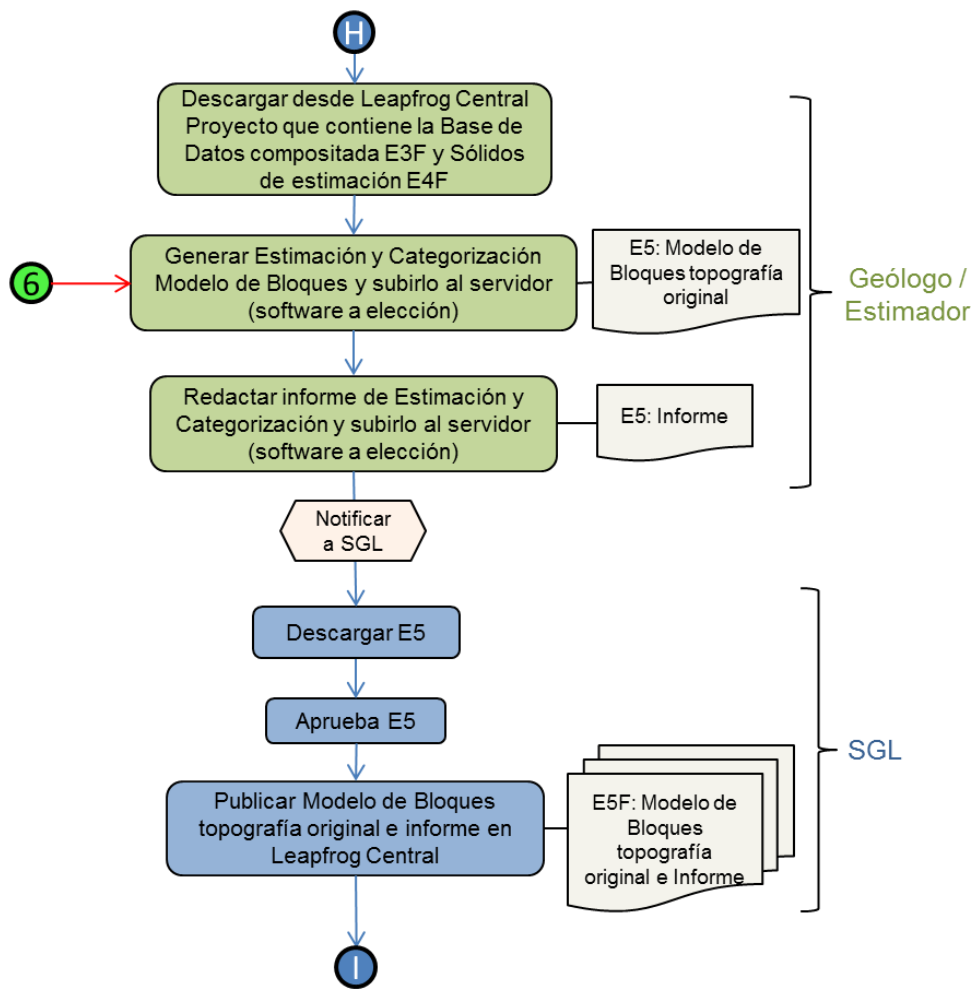 H
Descargar desde Leapfrog Central
Proyecto que contiene la Base de
Datos compositada E3F y Sólidos
de estimación E4F
6
Generar Estimación y Categorización
Modelo de Bloques y subirlo al servidor
(software a elección)
E5: Modelo de
Bloques topografía
original
Geólogo /
Estimador
Redactar informe de Estimación y
Categorización y subirlo al servidor
(software a elección)
E5: Informe
Notificar
a SGL
Descargar E5
Aprueba E5
SGL
Publicar Modelo de Bloques
topografía original e informe en
Leapfrog Central
E5F: Modelo de
Bloques
topografía
original e Informe
I